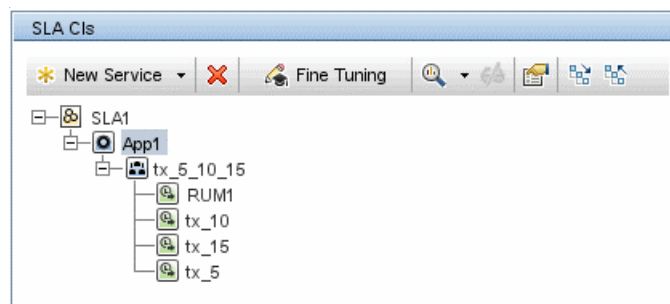 SLA CIs
New Service Fine Tuning
SLA1
App1
tx_5_10_15
RUM1
tx_10
tx_15
tx_5